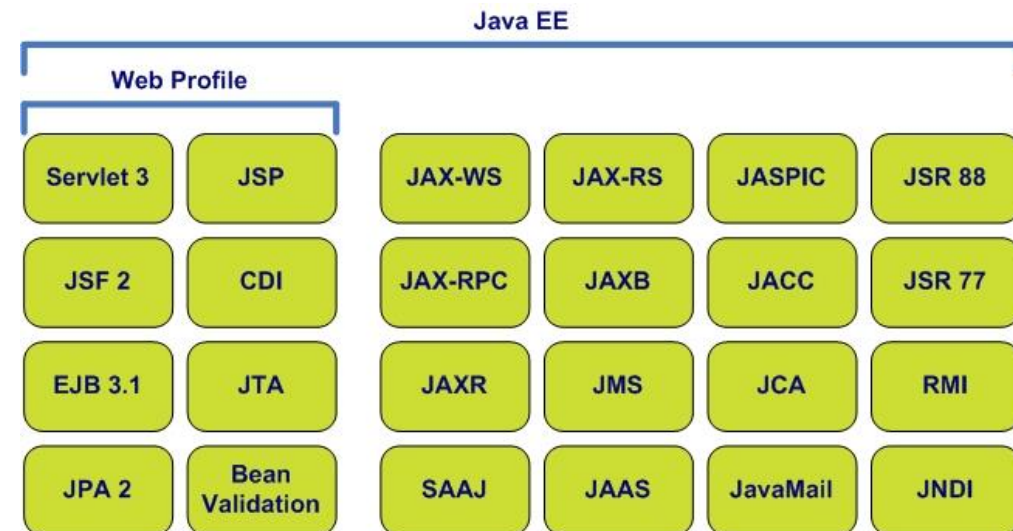 Java EE
Web Profile
Servlet 3 JSP JAX-WS JAX-RS JASPIC JSR 88
JSF 2 CDI JAX-RPC JAXB JACC JSR 77
EJB 3.1 JTA JAXR JMS JCA RMI
JPA 2 Bean Validation SAAJ JAAS JavaMail JNDI